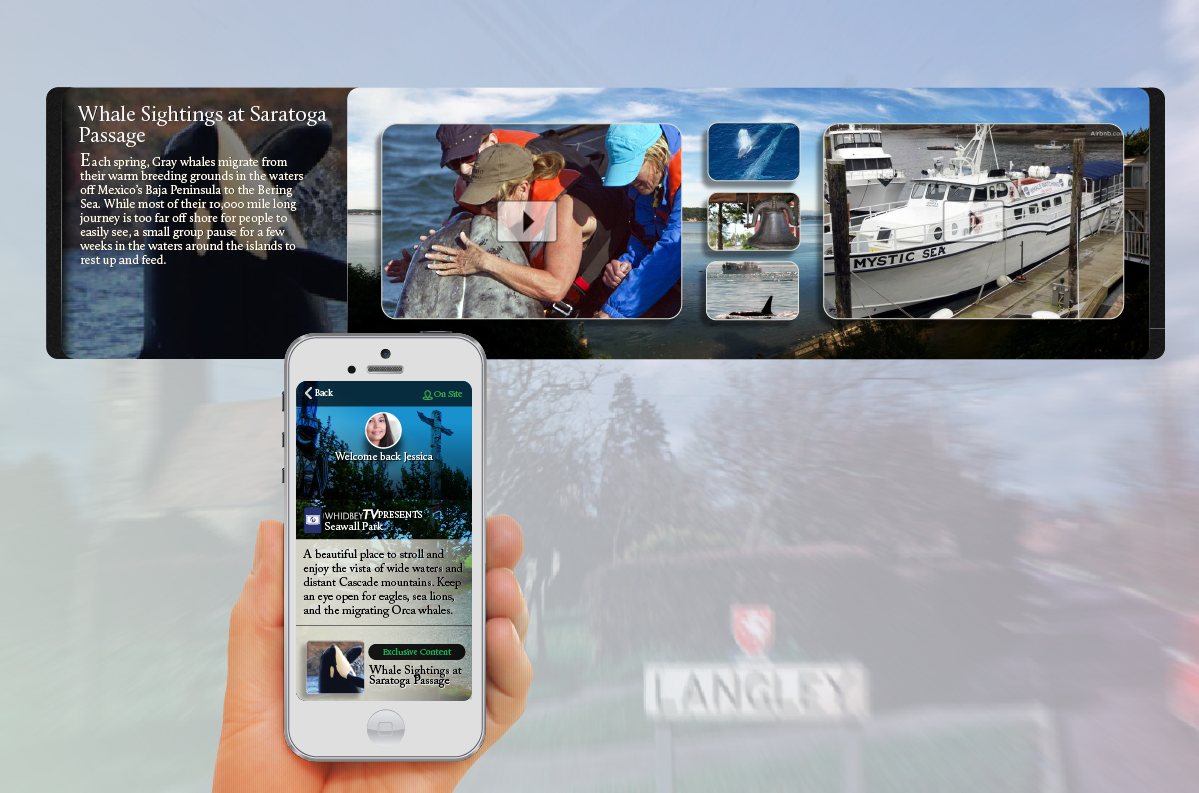 Whale Sightings at Saratoga
Passage
Each spring, Gray whales migrate from
their warm breeding grounds in the waters
off Mexico's Baja Peninsula to the Bering
Sea. While most of their 10,000 mile long
journey is too far off shore for people to
easily see, a small group pause for a few
weeks in the waters around the islands to
rest up and feed.
Airbnb.co
MYSTIC SEA
Back
On Site
Welcome back Jessica
WHIDBEYTV PRESENTS
Seawall Park
A beautiful place to stroll and
enjoy the vista of wide waters and
distant Cascade mountains. Keep
an eye open for eagles, sea lions,
and the migrating Orca whales.
Exclusive Content
Whale Sightings at
Saratoga Passage
LANGLEY